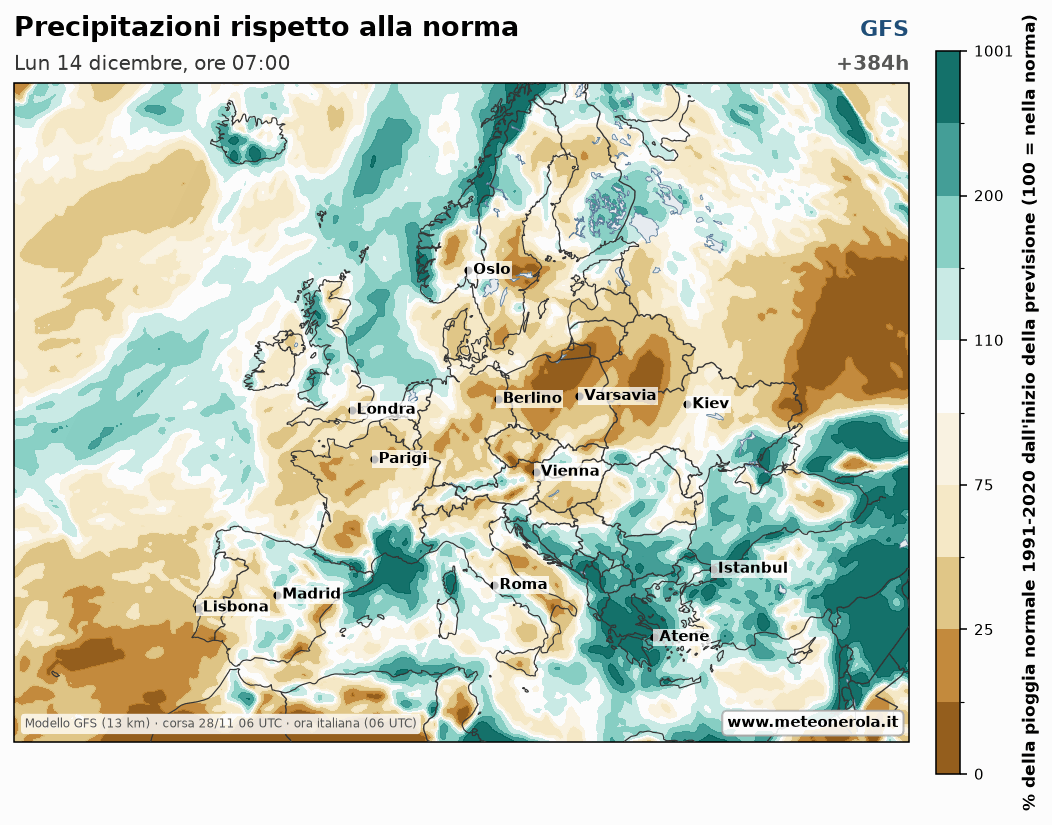 Precipitazioni rispetto alla norma
GFS
Lun 14 dicembre, ore 07:00
+384h
Oslo
Londra
Berlino
Varsavia
Kiev
Parigi
Vienna
Istanbul
Roma
Madrid
Lisbona
Atene
Modello GFS (13 km) · corsa 28/11 06 UTC · ora italiana (06 UTC)
www.meteonerola.it
1001
200
110
75
25
0
% della pioggia normale 1991-2020 dall'inizio della previsione (100 = nella norma)